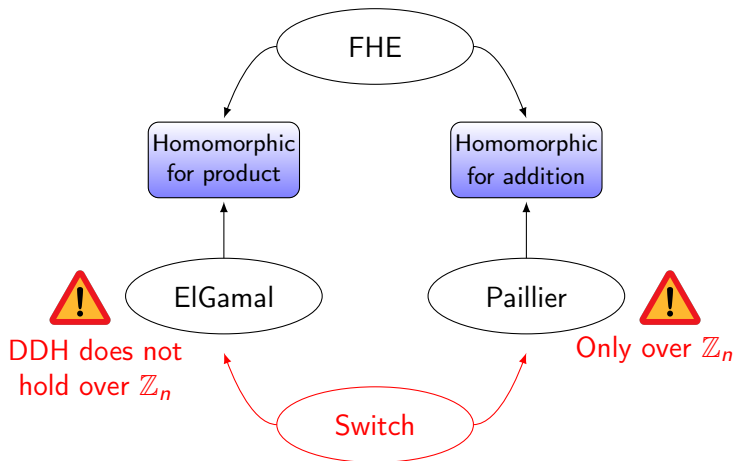 FHE
Homomorphic
for product
Homomorphic
for addition
ElGamal
Paillier
!
!
DDH does not
hold over ℤₙ
Only over ℤₙ
Switch